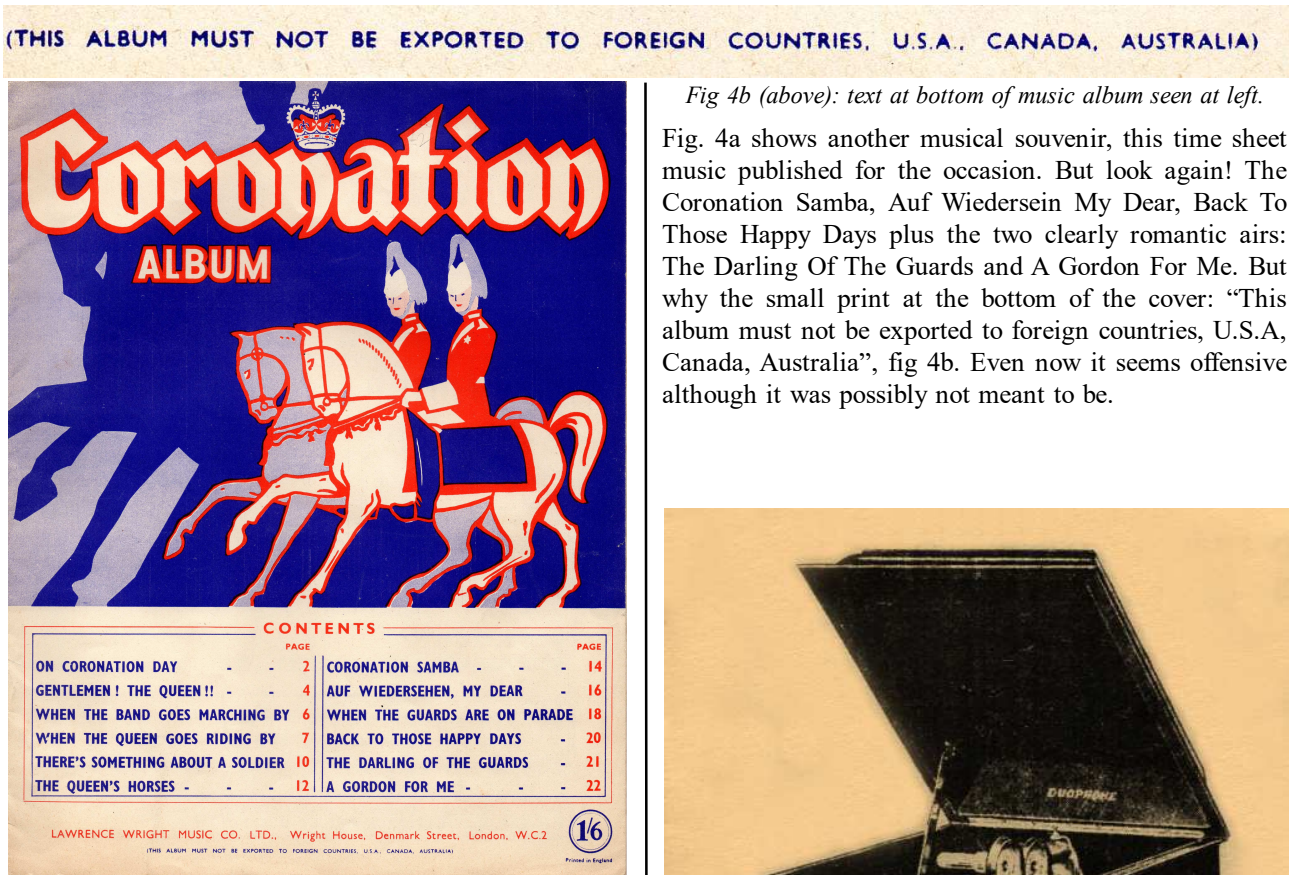 (THIS ALBUM MUST NOT BE EXPORTED TO FOREIGN COUNTRIES, U.S.A., CANADA, AUSTRALIA)
Coronation
ALBUM
CONTENTS
PAGE
ON CORONATION DAY - - 2
GENTLEMEN! THE QUEEN!! - - 4
WHEN THE BAND GOES MARCHING BY 6
WHEN THE QUEEN GOES RIDING BY 7
THERE'S SOMETHING ABOUT A SOLDIER 10
THE QUEEN'S HORSES - - - 12
PAGE
CORONATION SAMBA - - - 14
AUF WIEDERSEHEN, MY DEAR - 16
WHEN THE GUARDS ARE ON PARADE 18
BACK TO THOSE HAPPY DAYS - 20
THE DARLING OF THE GUARDS - 21
A GORDON FOR ME - - - 22
LAWRENCE WRIGHT MUSIC CO. LTD., Wright House, Denmark Street, London, W.C.2
(THIS ALBUM MUST NOT BE EXPORTED TO FOREIGN COUNTRIES, U.S.A. CANADA, AUSTRALIA)
1/6
Printed in England
Fig 4b (above): text at bottom of music album seen at left.
Fig. 4a shows another musical souvenir, this time sheet
music published for the occasion. But look again! The
Coronation Samba, Auf Wiedersein My Dear, Back To
Those Happy Days plus the two clearly romantic airs:
The Darling Of The Guards and A Gordon For Me. But
why the small print at the bottom of the cover: “This
album must not be exported to foreign countries, U.S.A,
Canada, Australia”, fig 4b. Even now it seems offensive
although it was possibly not meant to be.
DUOPHONE